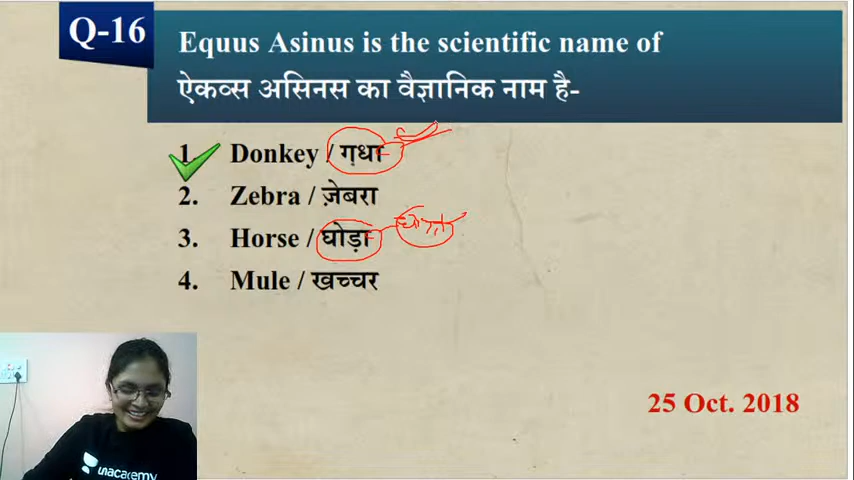 Q-16
Equus Asinus is the scientific name of
ऐकव्स असिनस का वैज्ञानिक नाम है-
1. Donkey / ग़धा
2. Zebra / ज़ेबरा
3. Horse / घोड़ा
4. Mule / खच्चर
25 Oct. 2018
unacademy